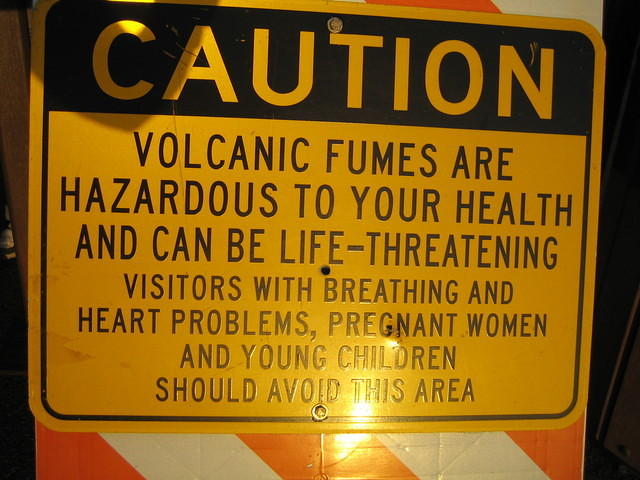 CAUTION
VOLCANIC FUMES ARE
HAZARDOUS TO YOUR HEALTH
AND CAN BE LIFE-THREATENING
VISITORS WITH BREATHING AND
HEART PROBLEMS, PREGNANT WOMEN
AND YOUNG CHILDREN
SHOULD AVOID THIS AREA